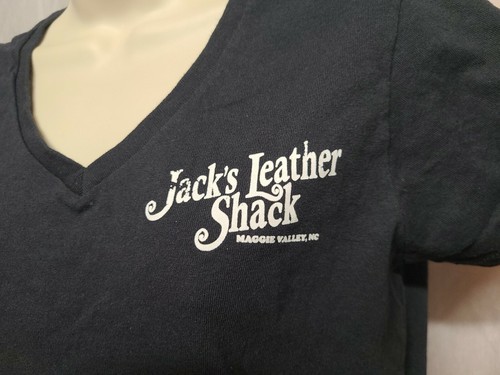 Jack's Leather
Shack
MAGGIE VALLEY, NC